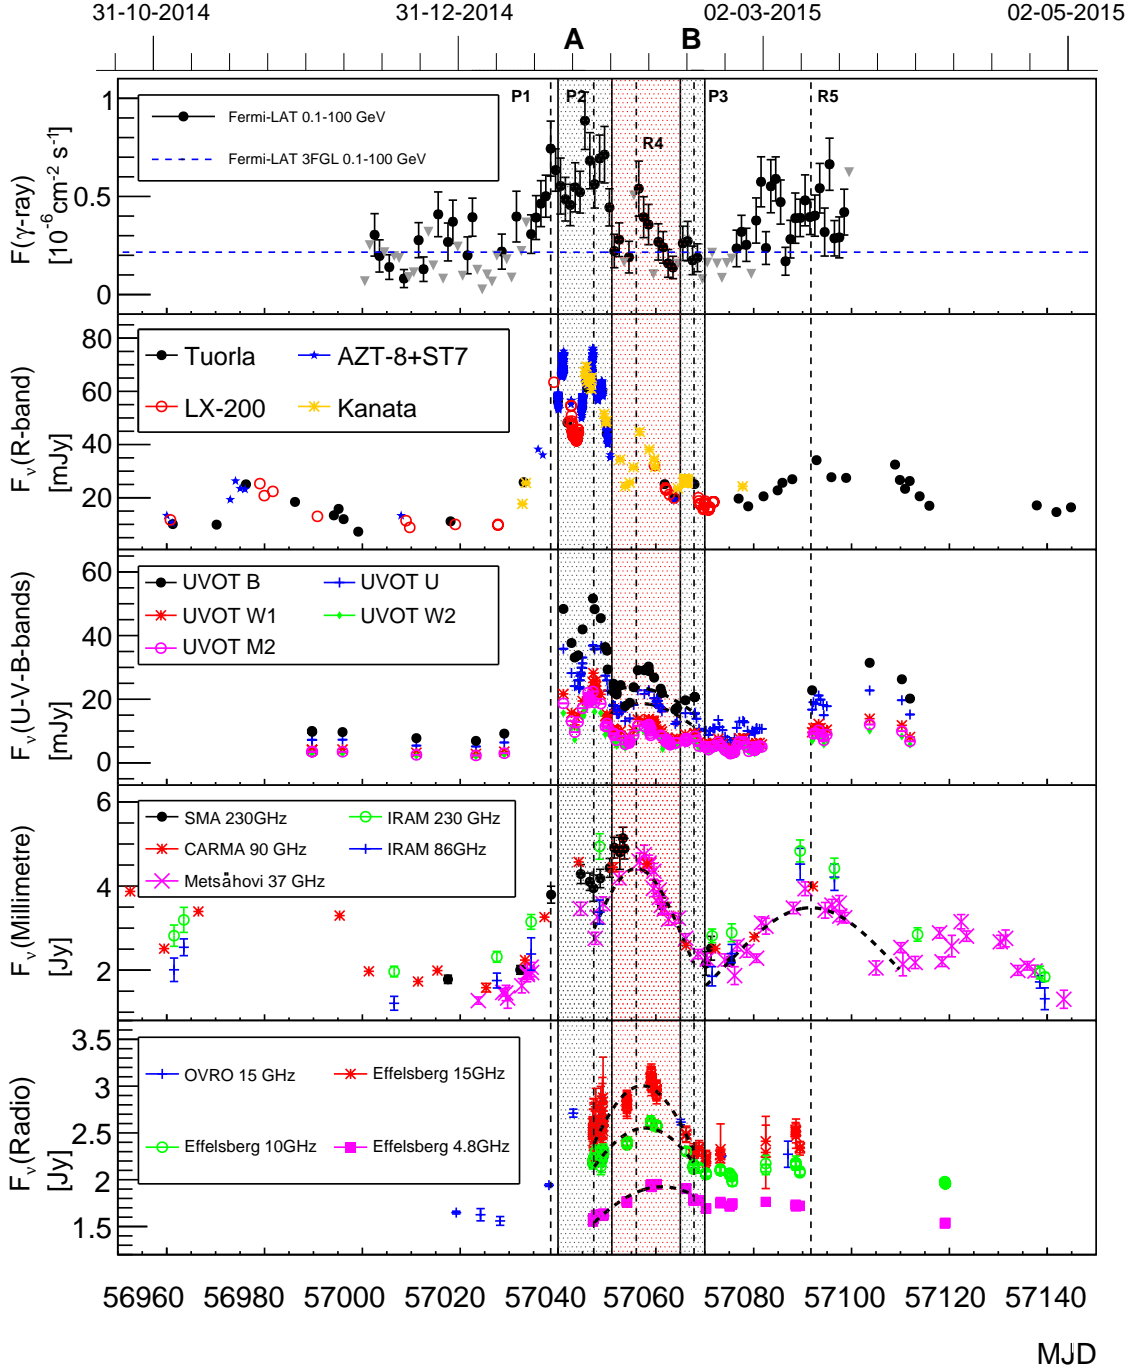 31-10-2014 31-12-2014 02-03-2015 02-05-2015
A B
P1 P2 P3 R5
R4
F(γ-ray)
[10⁻⁶cm⁻² s⁻¹]
1
0.5
0
Fermi-LAT 0.1-100 GeV
Fermi-LAT 3FGL 0.1-100 GeV
Fν(R-band)
[mJy]
80
60
40
20
Tuorla AZT-8+ST7
LX-200 Kanata
Fν(U-V-B-bands)
[mJy]
60
40
20
0
UVOT B UVOT U
UVOT W1 UVOT W2
UVOT M2
Fν(Millimetre)
[Jy]
6
4
2
SMA 230GHz IRAM 230 GHz
CARMA 90 GHz IRAM 86GHz
Metsåhovi 37 GHz
Fν(Radio)
[Jy]
3.5
3
2.5
2
1.5
OVRO 15 GHz Effelsberg 15GHz
Effelsberg 10GHz Effelsberg 4.8GHz
56960 56980 57000 57020 57040 57060 57080 57100 57120 57140
MJD